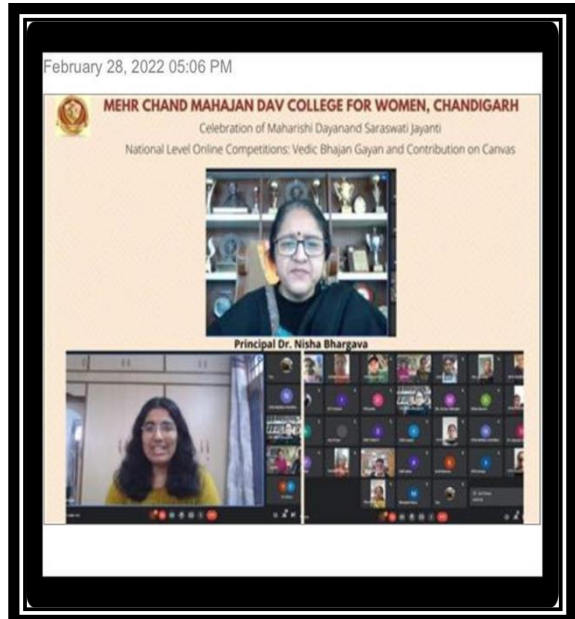 February 28, 2022 05:06 PM
MEHR CHAND MAHAJAN DAV COLLEGE FOR WOMEN, CHANDIGARH
Celebration of Maharishi Dayanand Saraswati Jayanti
National Level Online Competitions: Vedic Bhajan Gayan and Contribution on Canvas
Principal Dr. Nisha Bhargava